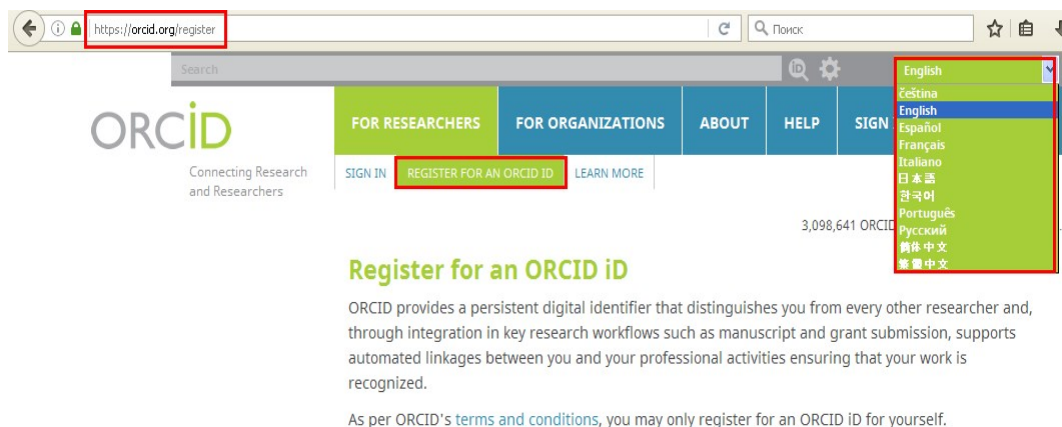 https://orcid.org/register
Поиск
Search
English
čeština
English
Español
Français
Italiano
日本語
한국어
Português
Русский
简体中文
繁體中文
ORCID
Connecting Research
and Researchers
FOR RESEARCHERS FOR ORGANIZATIONS ABOUT HELP SIGN
SIGN IN REGISTER FOR AN ORCID ID LEARN MORE
3,098,641 ORCID
Register for an ORCID iD
ORCID provides a persistent digital identifier that distinguishes you from every other researcher and,
through integration in key research workflows such as manuscript and grant submission, supports
automated linkages between you and your professional activities ensuring that your work is
recognized.
As per ORCID's terms and conditions, you may only register for an ORCID iD for yourself.